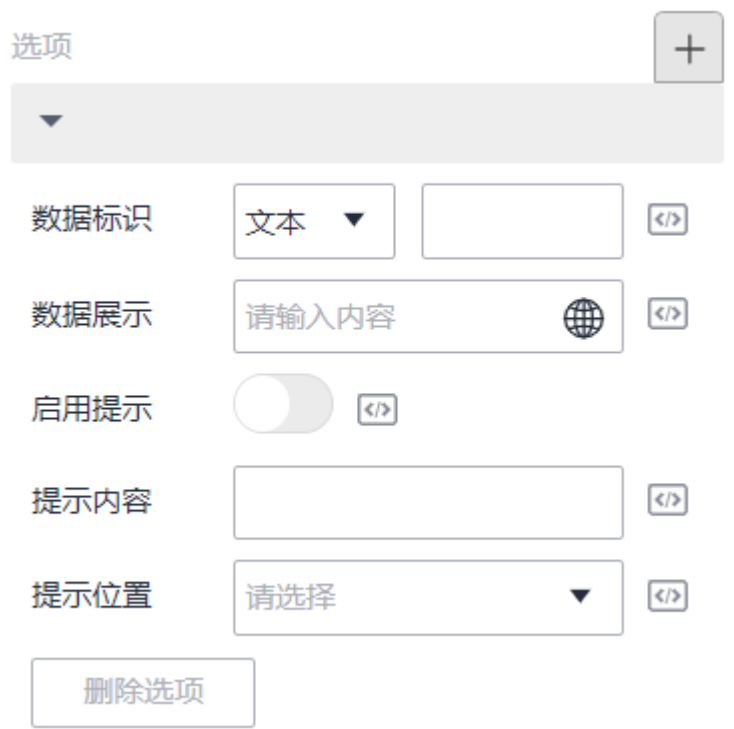 选项
数据标识 文本
数据展示 请输入内容
启用提示
提示内容
提示位置 请选择
删除选项